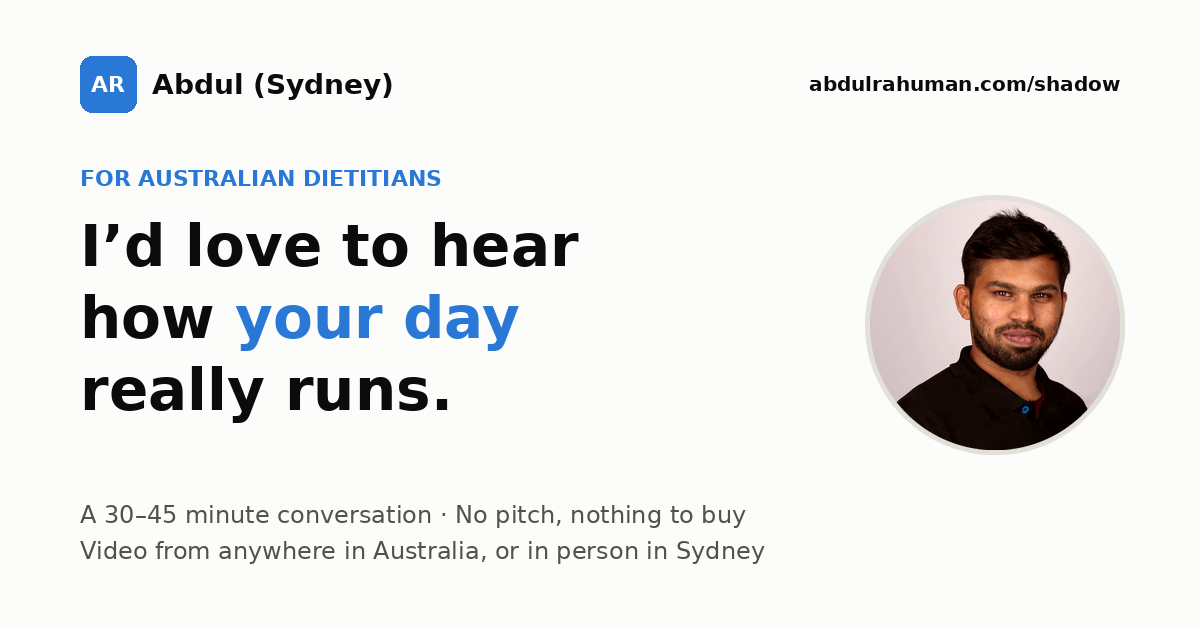 AR
Abdul (Sydney)
abdulrahuman.com/shadow
FOR AUSTRALIAN DIETITIANS
I’d love to hear
how your day
really runs.
A 30–45 minute conversation · No pitch, nothing to buy
Video from anywhere in Australia, or in person in Sydney